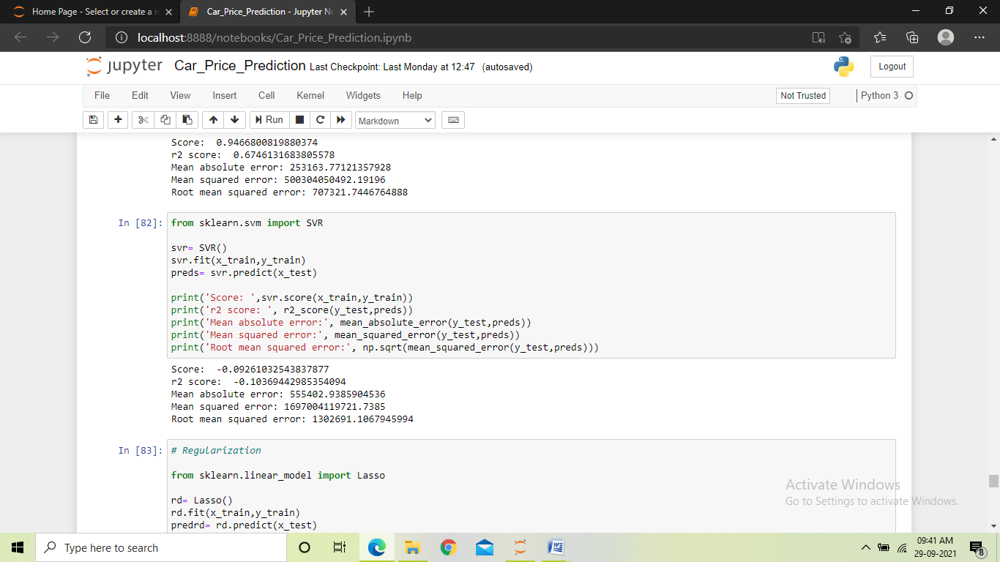 Home Page - Select or create a n
Car_Price_Prediction - Jupyter No
localhost:8888/notebooks/Car_Price_Prediction.ipynb
jupyter Car_Price_Prediction Last Checkpoint: Last Monday at 12:47 (autosaved)
Logout
File Edit View Insert Cell Kernel Widgets Help
Not Trusted
Python 3
Run
Markdown
Score:  0.9466800819880374
r2 score:  0.6746131683805578
Mean absolute error: 253163.77121357928
Mean squared error: 500304050492.19196
Root mean squared error: 707321.7446764888
In [82]: from sklearn.svm import SVR
svr= SVR()
svr.fit(x_train,y_train)
preds= svr.predict(x_test)
print('Score: ',svr.score(x_train,y_train))
print('r2 score: ', r2_score(y_test,preds))
print('Mean absolute error:', mean_absolute_error(y_test,preds))
print('Mean squared error:', mean_squared_error(y_test,preds))
print('Root mean squared error:', np.sqrt(mean_squared_error(y_test,preds)))
Score:  -0.09261032543837877
r2 score:  -0.10369442985354094
Mean absolute error: 555402.9385904536
Mean squared error: 1697004119721.7385
Root mean squared error: 1302691.1067945994
In [83]: # Regularization
from sklearn.linear_model import Lasso
rd= Lasso()
rd.fit(x_train,y_train)
predrd= rd.predict(x_test)
Activate Windows
Go to Settings to activate Windows.
Type here to search
09:41 AM
29-09-2021
8